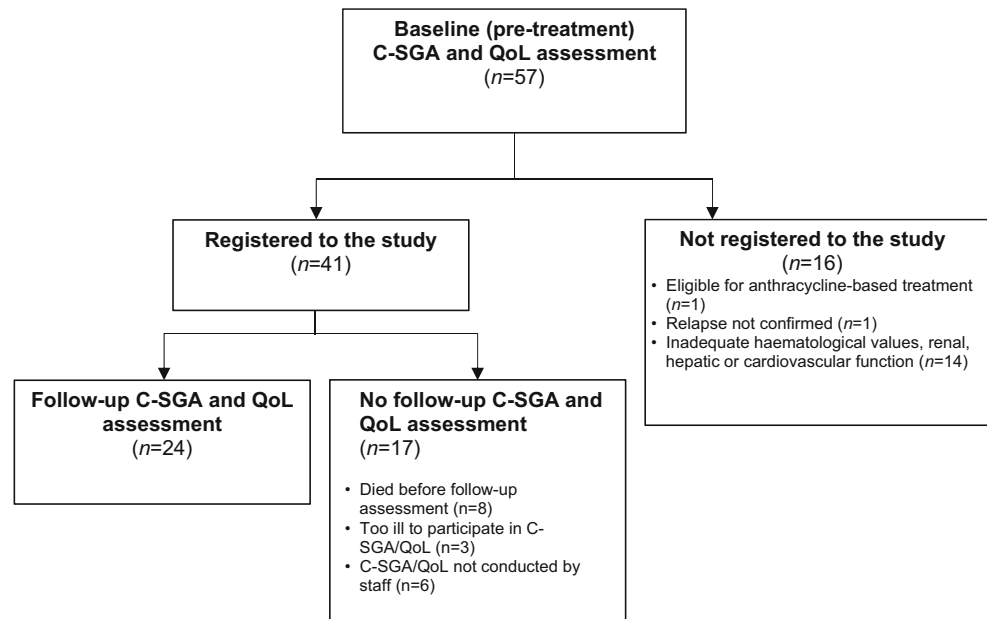 Baseline (pre-treatment)
C-SGA and QoL assessment
(n=57)
Registered to the study
(n=41)
Not registered to the study
(n=16)
• Eligible for anthracycline-based treatment
(n=1)
• Relapse not confirmed (n=1)
• Inadequate haematological values, renal,
hepatic or cardiovascular function (n=14)
Follow-up C-SGA and QoL
assessment
(n=24)
No follow-up C-SGA and
QoL assessment
(n=17)
• Died before follow-up
assessment (n=8)
• Too ill to participate in C-
SGA/QoL (n=3)
• C-SGA/QoL not conducted by
staff (n=6)